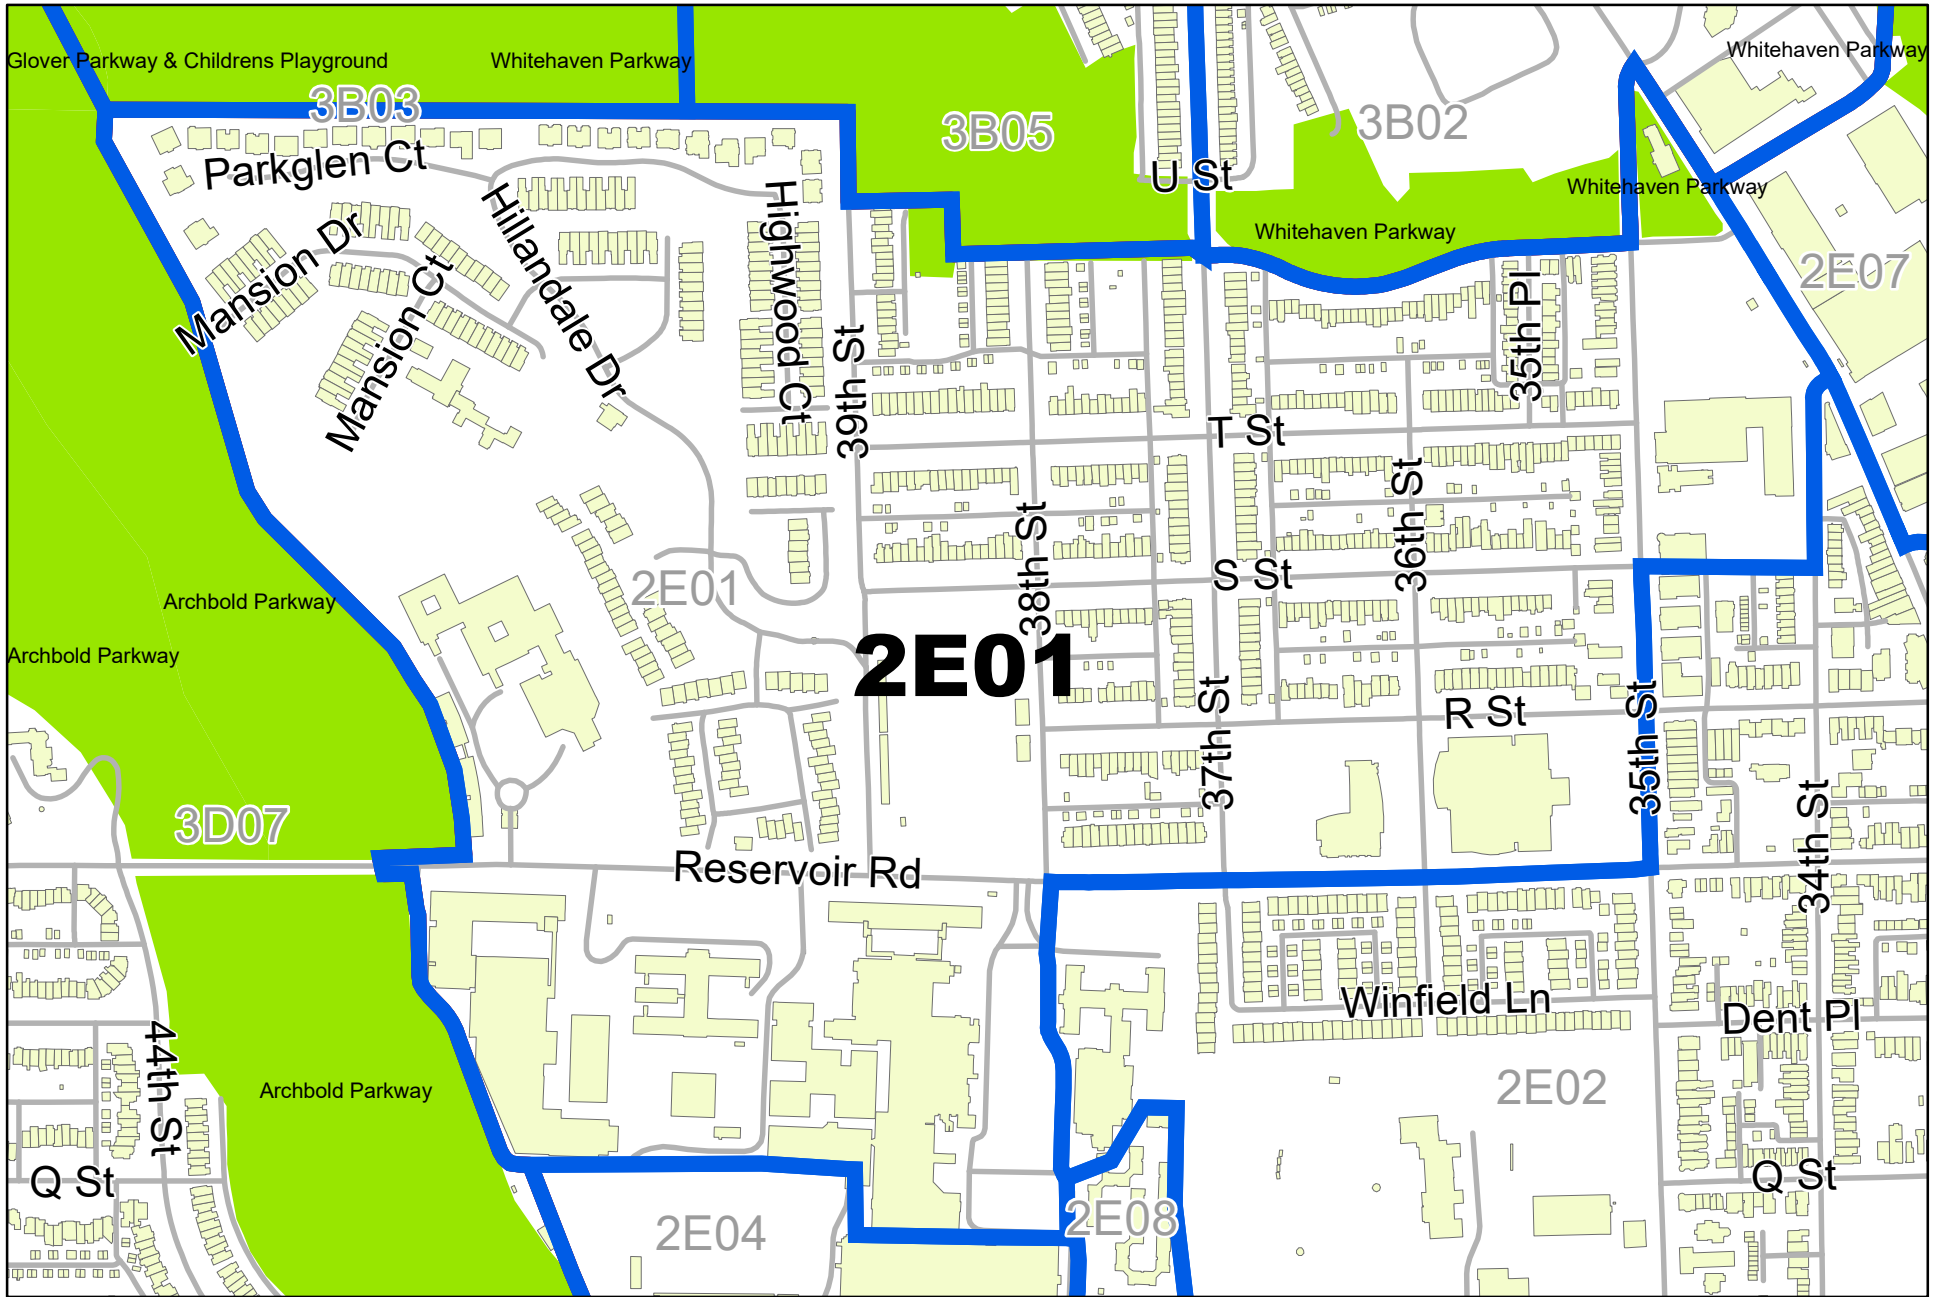 Glover Parkway & Childrens Playground
Whitehaven Parkway
Whitehaven Parkway
3B03
3B05
3B02
Parkglen Ct
U St
Whitehaven Parkway
Whitehaven Parkway
2E07
Mansion Dr
Mansion Ct
Hillandale Dr
Highwood Ct
39th St
35th Pl
T St
38th St
36th St
S St
2E01
Archbold Parkway
Archbold Parkway
2E01
37th St
R St
35th St
34th St
3D07
Reservoir Rd
Winfield Ln
Dent Pl
44th St
Archbold Parkway
2E02
Q St
Q St
2E04
2E08